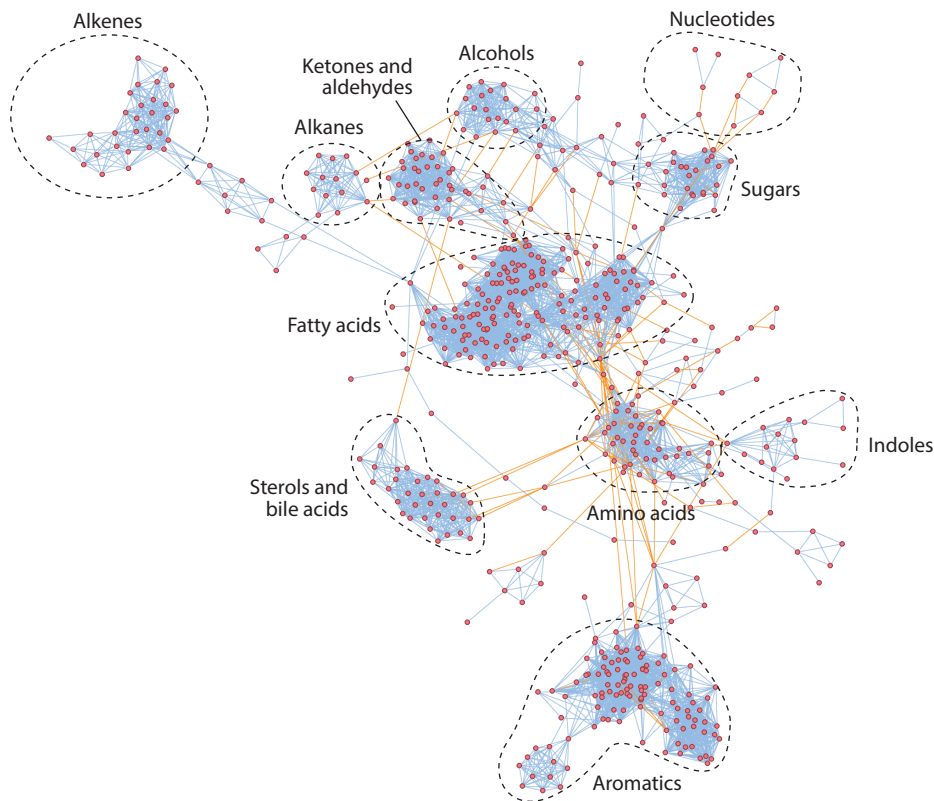 Alkenes
Nucleotides
Alcohols
Ketones and
aldehydes
Alkanes
Sugars
Fatty acids
Indoles
Sterols and
bile acids
Amino acids
Aromatics